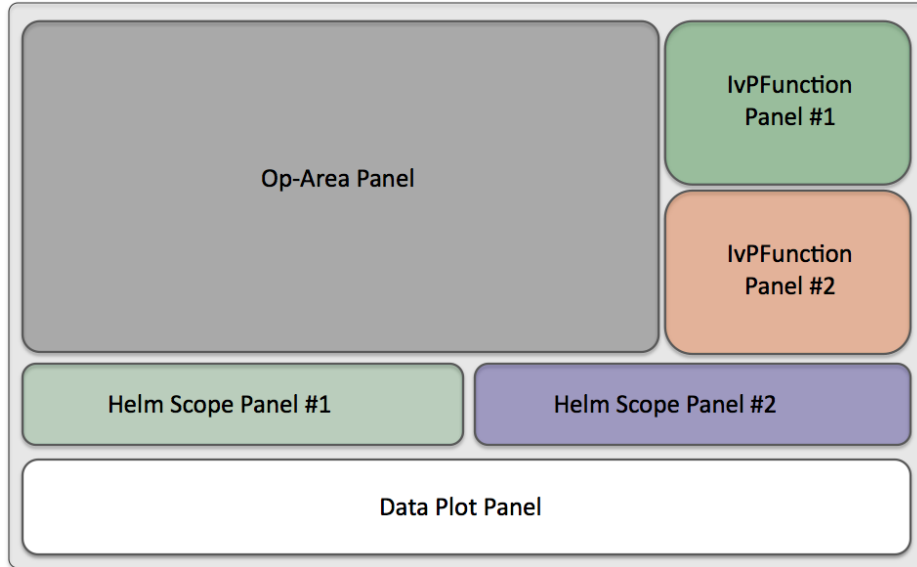 Op-Area Panel
IvPFunction
Panel #1
IvPFunction
Panel #2
Helm Scope Panel #1
Helm Scope Panel #2
Data Plot Panel